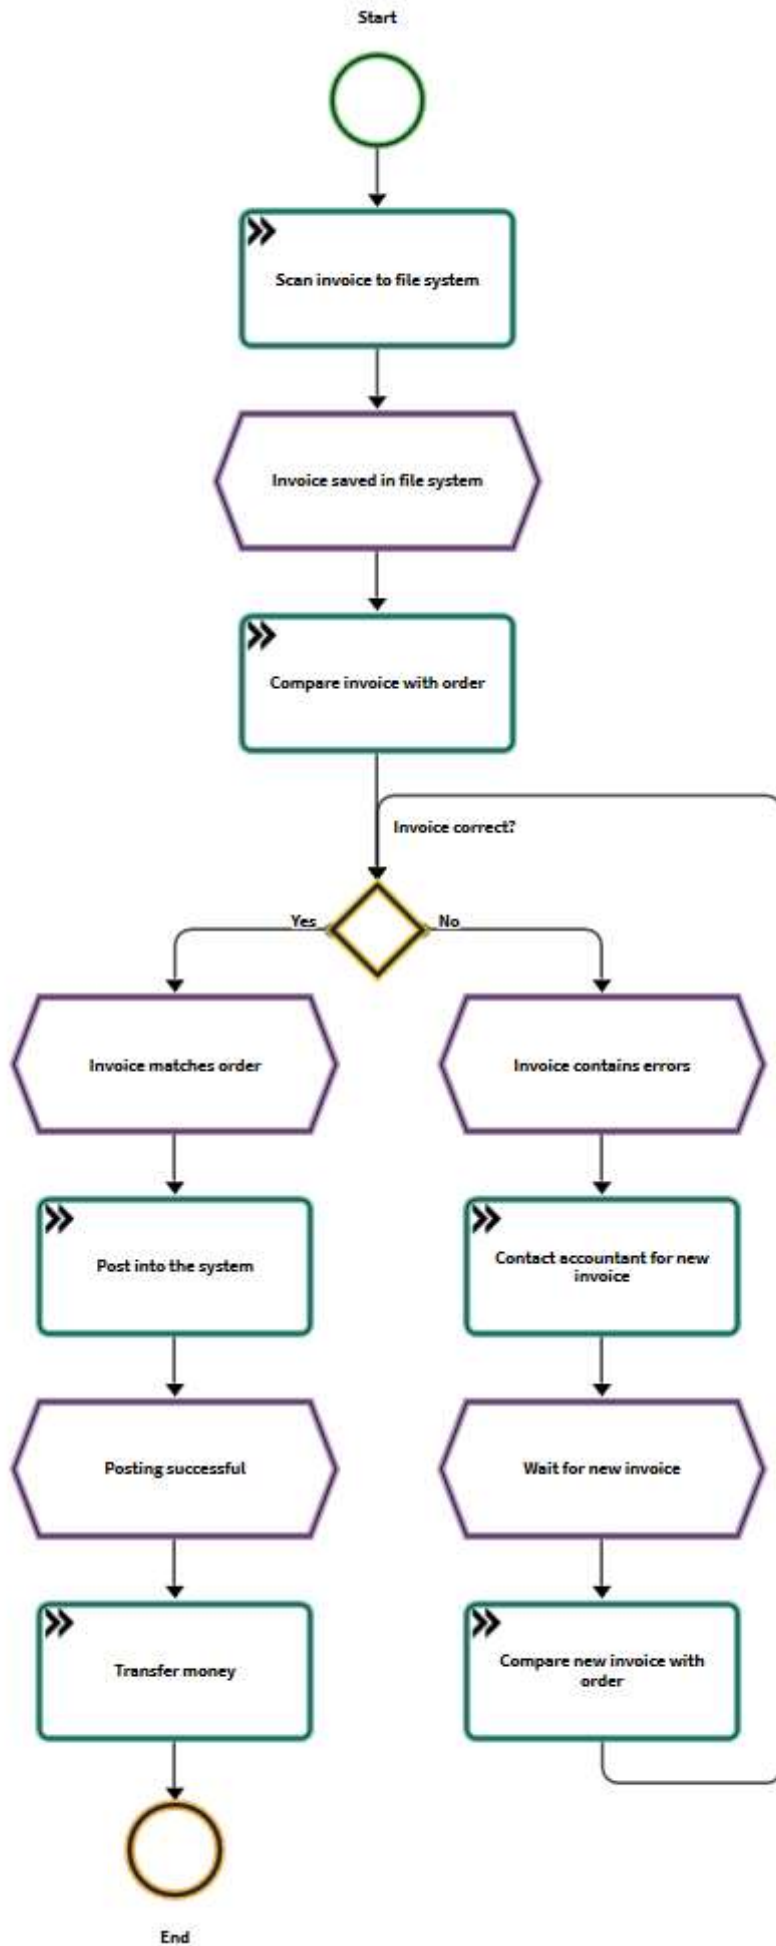 Start
Scan invoice to file system
Invoice saved in file system
Compare invoice with order
Invoice correct?
Yes
No
Invoice matches order
Invoice contains errors
Post into the system
Contact accountant for new
invoice
Posting successful
Wait for new invoice
Transfer money
Compare new invoice with
order
End